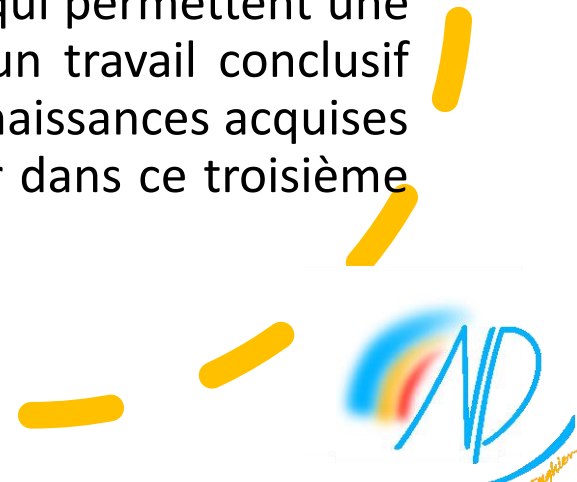 qui permettent une
un travail conclusif
naissances acquises
r dans ce troisième
ND